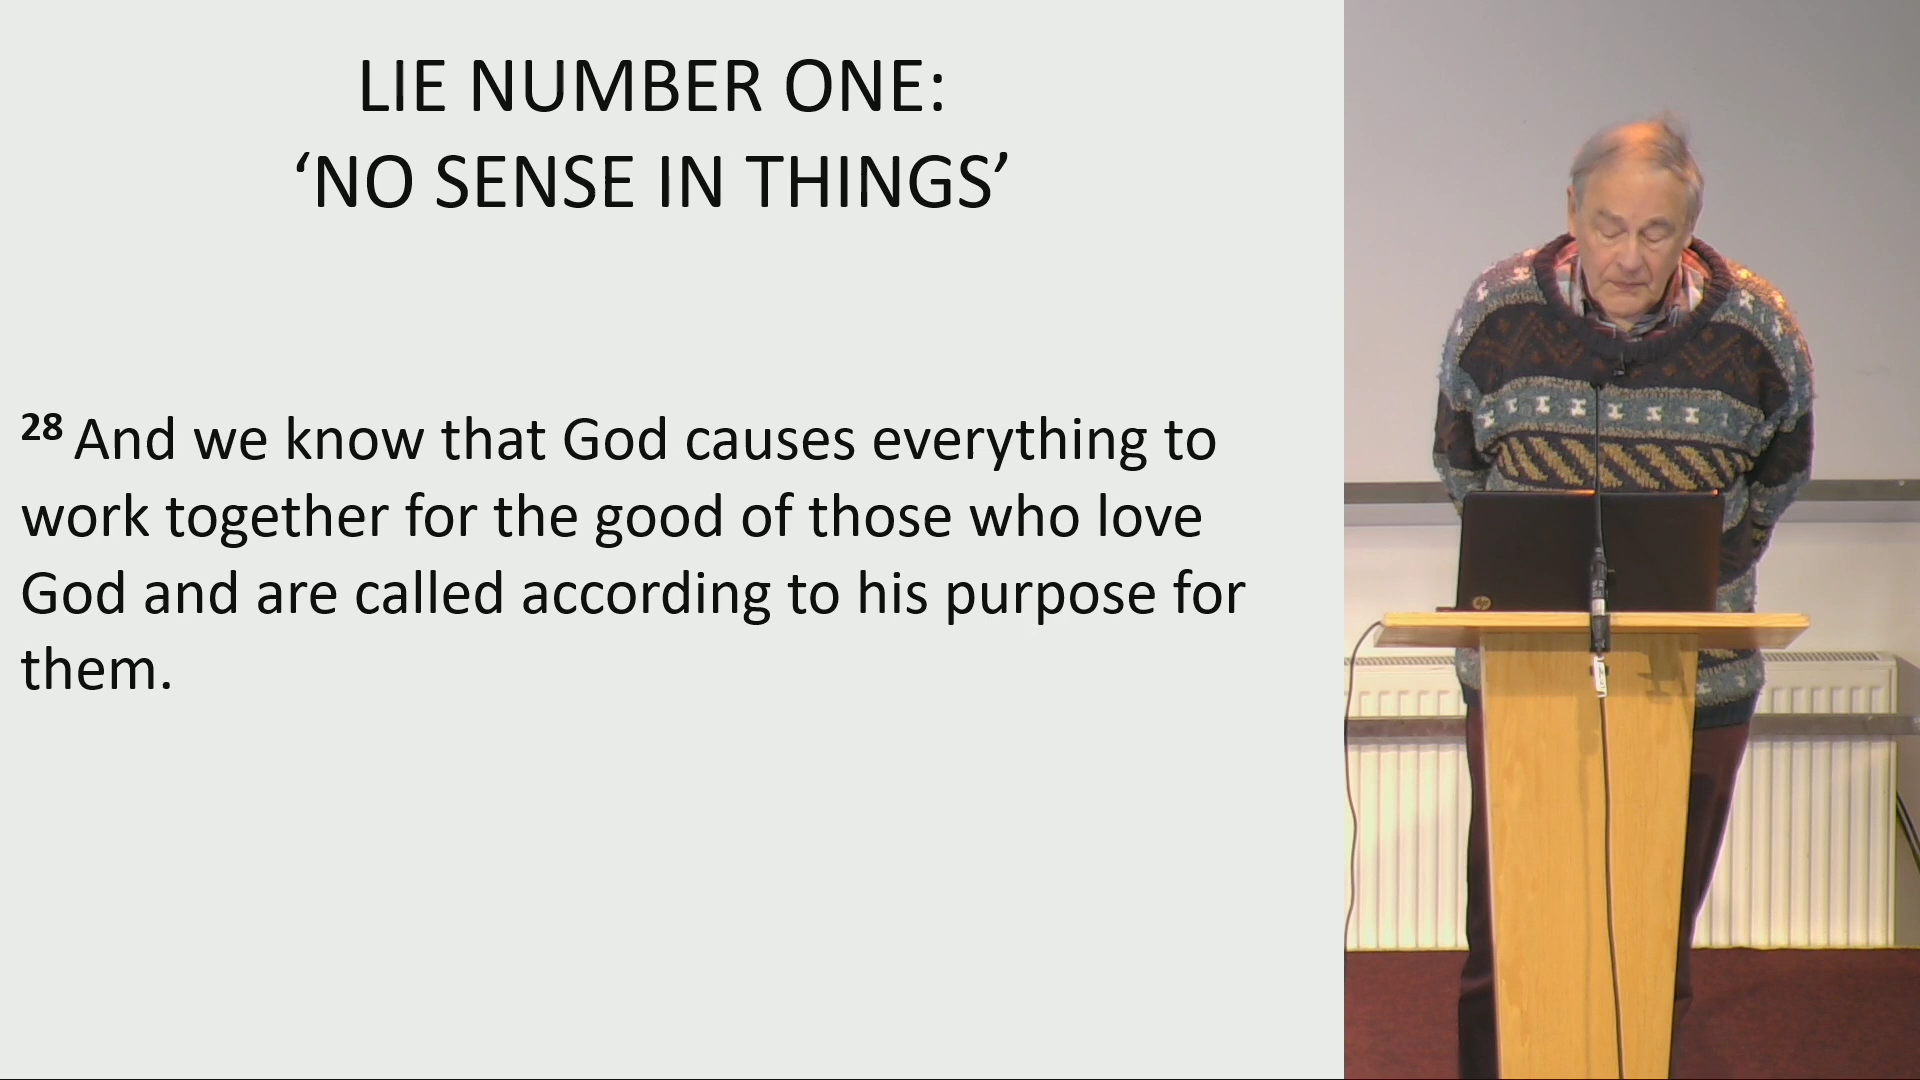 LIE NUMBER ONE:
‘NO SENSE IN THINGS’
28 And we know that God causes everything to
work together for the good of those who love
God and are called according to his purpose for
them.